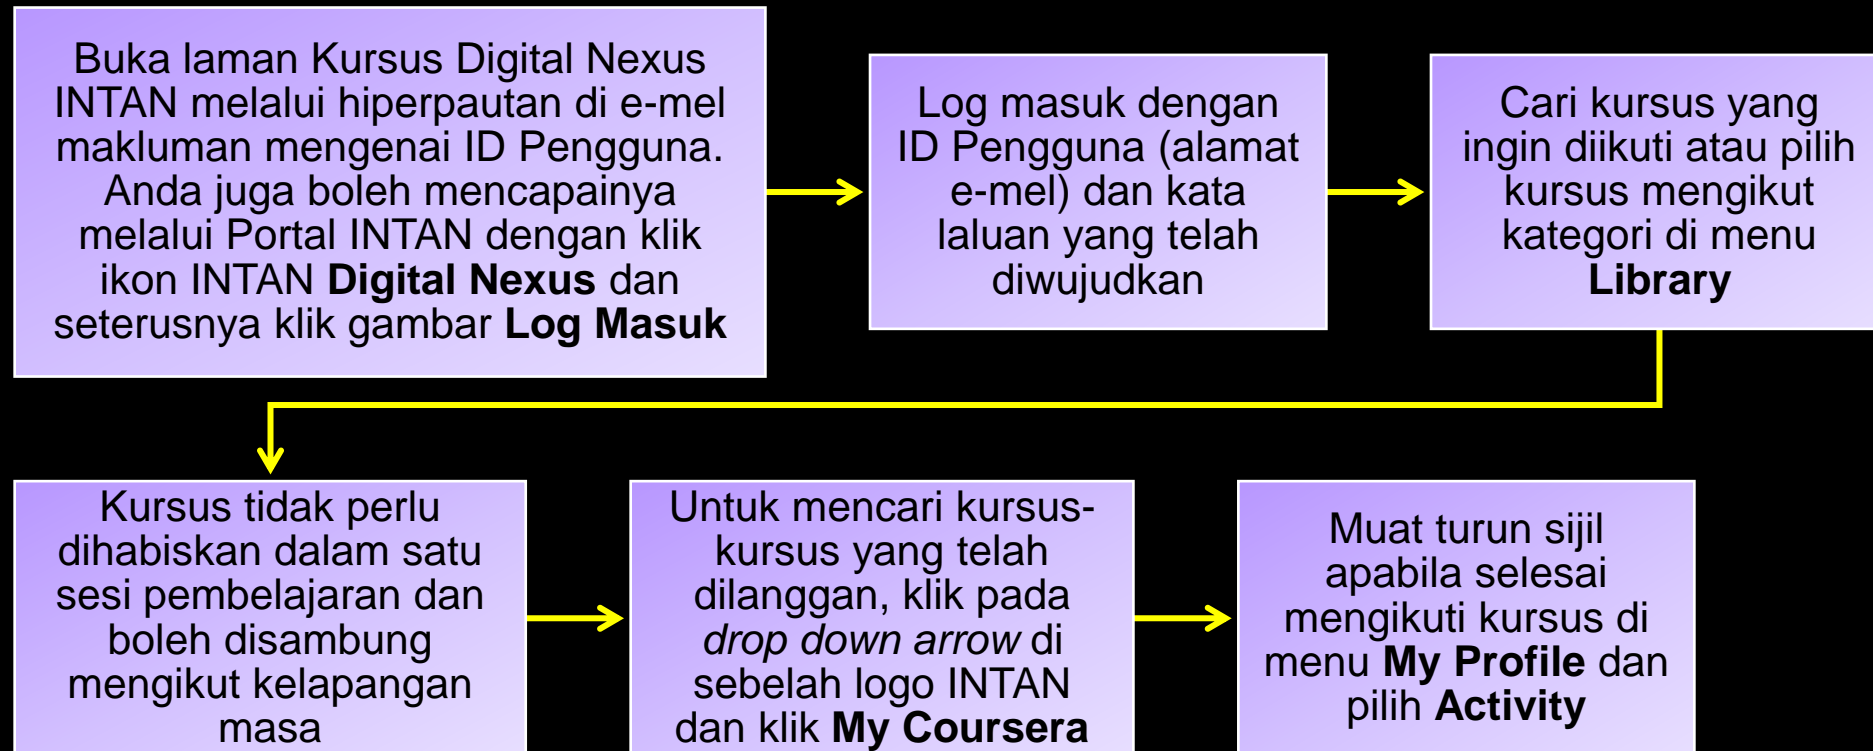 Buka laman Kursus Digital Nexus
INTAN melalui hiperpautan di e-mel
makluman mengenai ID Pengguna.
Anda juga boleh mencapainya
melalui Portal INTAN dengan klik
ikon INTAN Digital Nexus dan
seterusnya klik gambar Log Masuk
Log masuk dengan
ID Pengguna (alamat
e-mel) dan kata
laluan yang telah
diwujudkan
Cari kursus yang
ingin diikuti atau pilih
kursus mengikut
kategori di menu
Library
Kursus tidak perlu
dihabiskan dalam satu
sesi pembelajaran dan
boleh disambung
mengikut kelapangan
masa
Untuk mencari kursus-
kursus yang telah
dilanggan, klik pada
drop down arrow di
sebelah logo INTAN
dan klik My Coursera
Muat turun sijil
apabila selesai
mengikuti kursus di
menu My Profile dan
pilih Activity